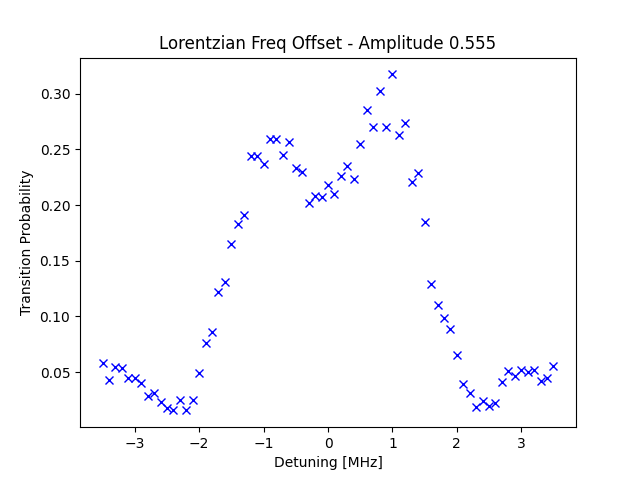 Lorentzian Freq Offset - Amplitude 0.555
Transition Probability
0.30
0.25
0.20
0.15
0.10
0.05
−3 −2 −1 0 1 2 3
Detuning [MHz]